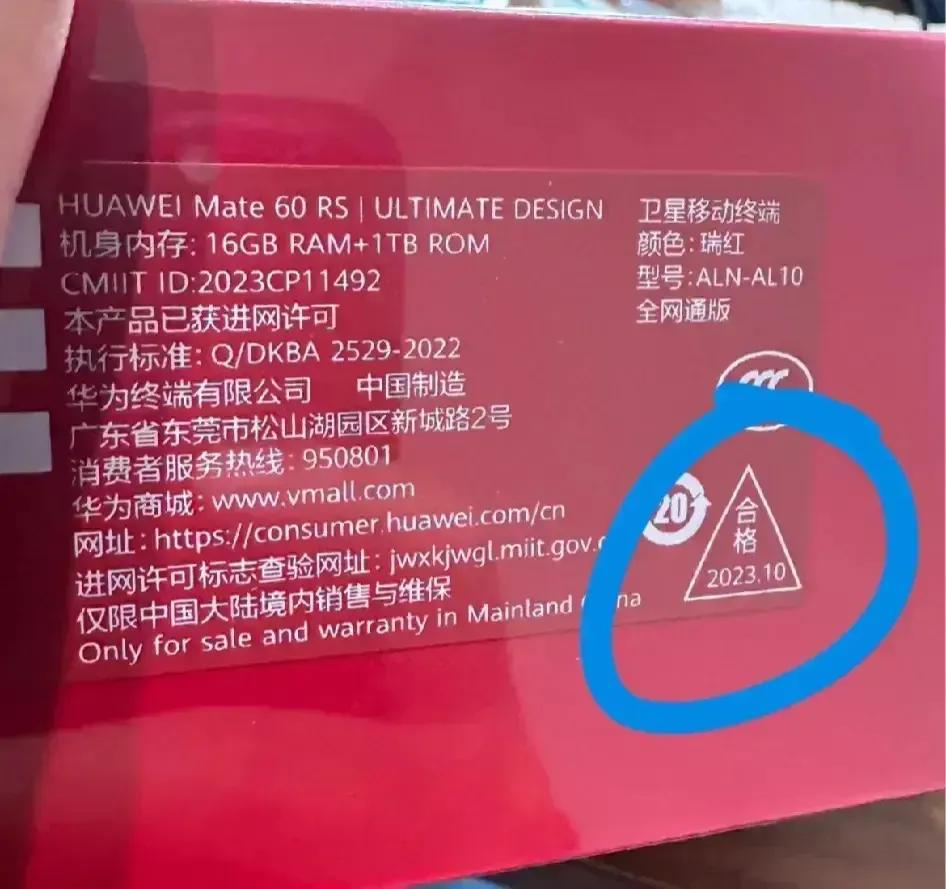 HUAWEI Mate 60 RS | ULTIMATE DESIGN
机身内存: 16GB RAM+1TB ROM
CMIIT ID:2023CP11492
本产品已获进网许可
执行标准: Q/DKBA 2529-2022
华为终端有限公司 中国制造
广东省东莞市松山湖园区新城路2号
消费者服务热线: 950801
华为商城: www.vmall.com
网址: https://consumer.huawei.com/cn
进网许可标志查验网址: jwxkjwgl.miit.gov.
仅限中国大陆境内销售与维保
Only for sale and warranty in Mainland
卫星移动终端
颜色: 瑞红
型号:ALN-AL10
全网通版
CCC
20
合格
2023.10